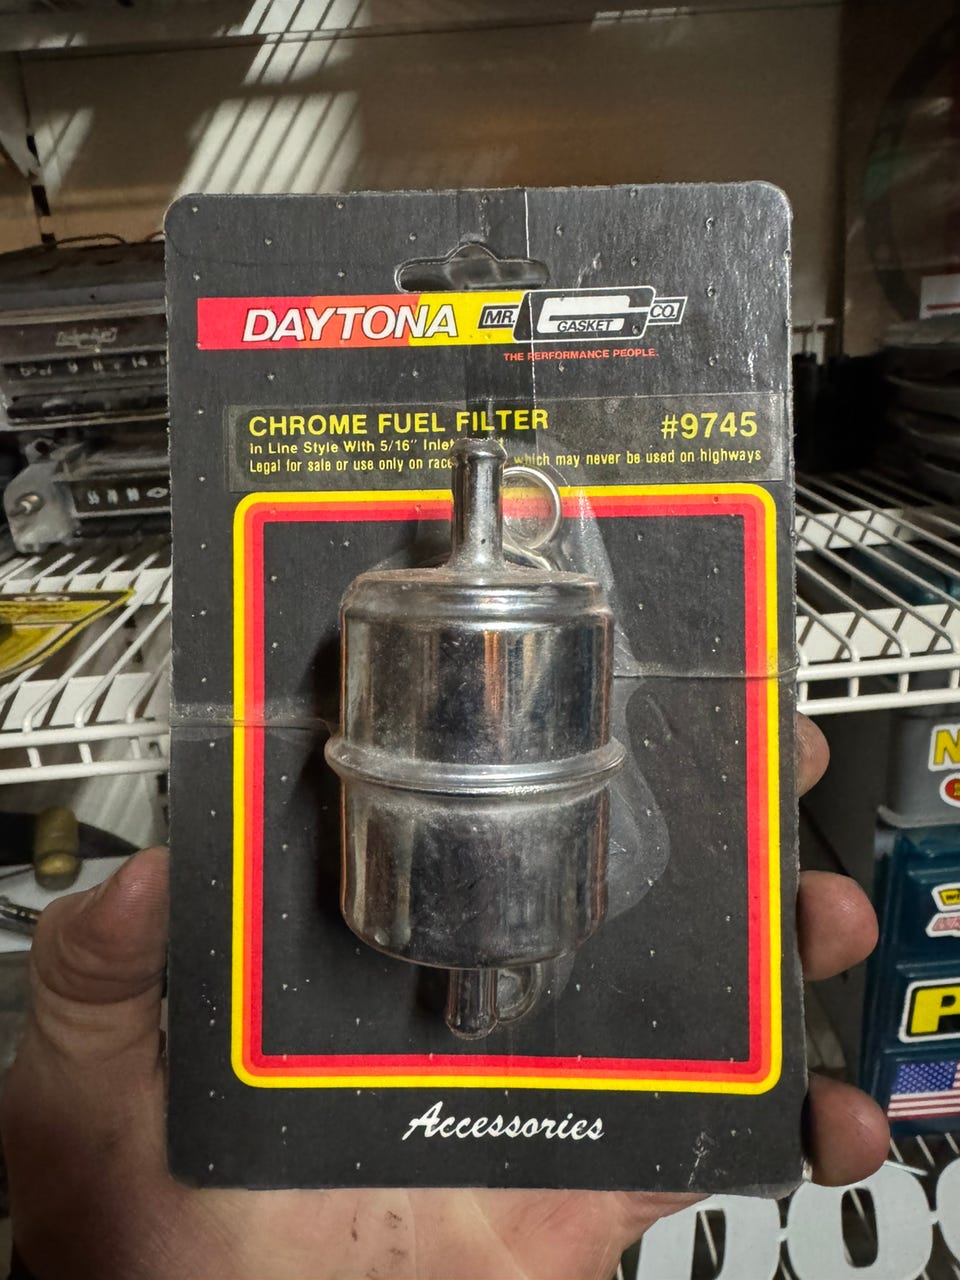 DAYTONA MR. GASKET CO.
THE PERFORMANCE PEOPLE.
CHROME FUEL FILTER #9745
In Line Style With 5/16" Inlet
Legal for sale or use only on race which may never be used on highways
Accessories
N
P